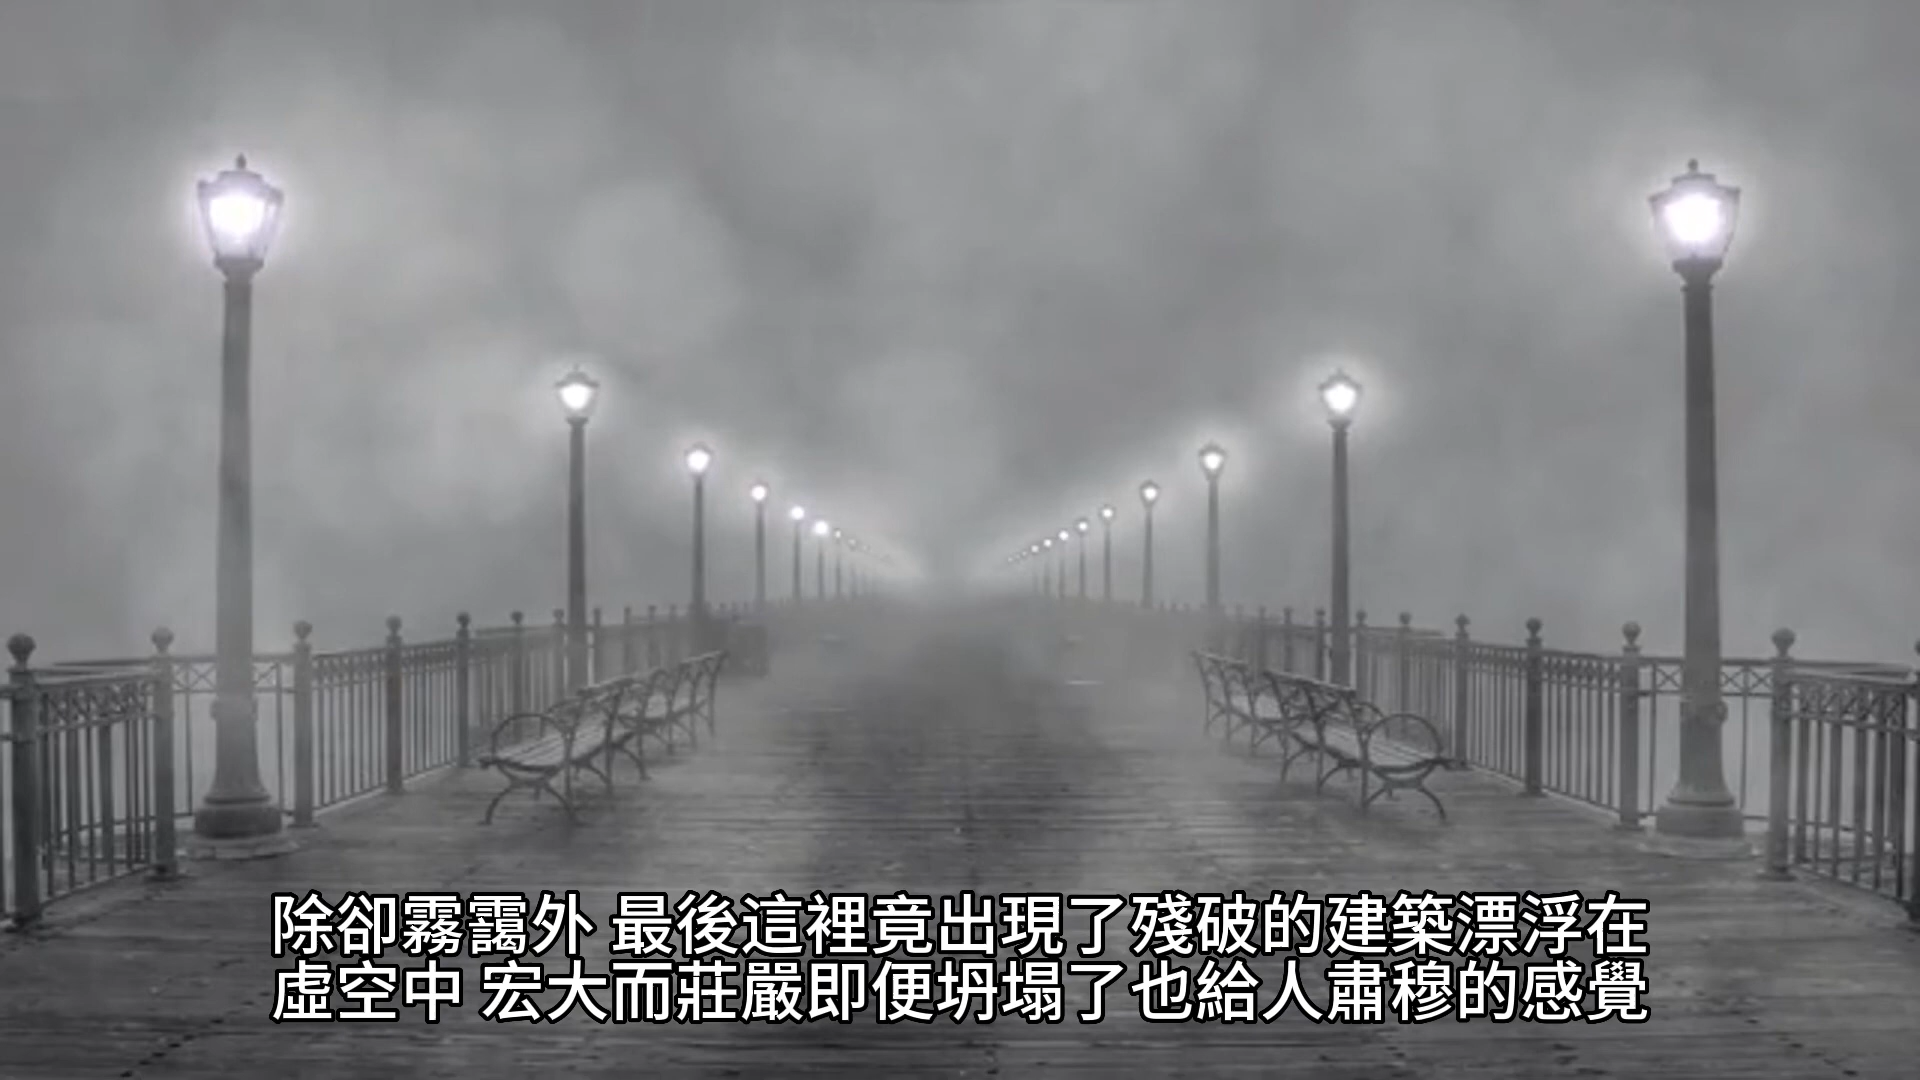 除卻霧靄外 最後這裡竟出現了殘破的建築漂浮在
虛空中 宏大而莊嚴即便坍塌了也給人肅穆的感覺